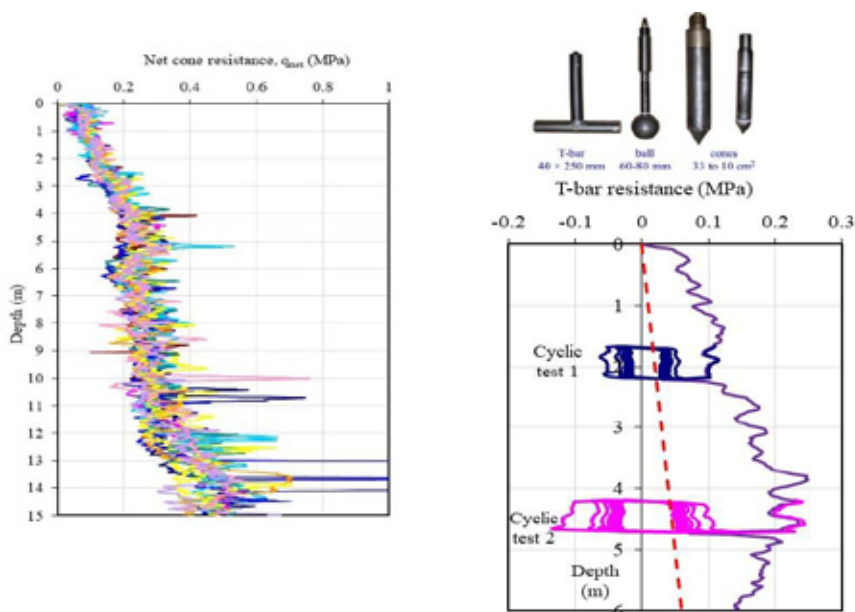 Net cone resistance, qnet (MPa)
0 0.2 0.4 0.6 0.8 1
0
1
2
3
4
5
6
7
8
9
10
11
12
13
14
15
Depth (m)
T-bar ball cones
40 × 250 mm 60-80 mm 33 to 10 cm²
T-bar resistance (MPa)
-0.2 -0.1 0 0.1 0.2 0.3
0
1
Cyclic
test 1
3
4
Cyclic
test 2
5
Depth
(m)
6